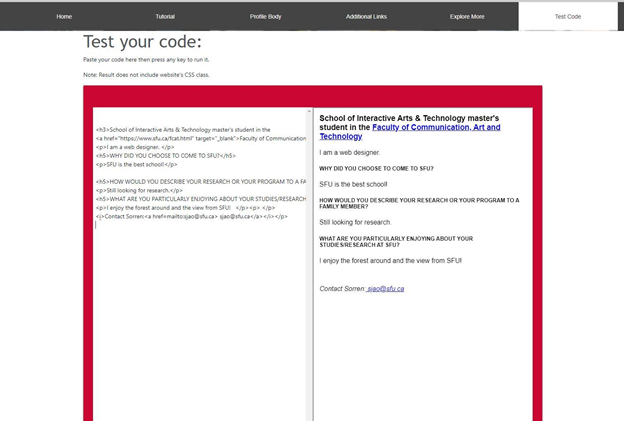 Home Tutorial Profile Body Additional Links Explore More Test Code
Test your code:
Paste your code here then press any key to run it.
Note: Result does not include website's CSS class.
<h3>School of Interactive Arts & Technology master's student in the
<a href="https://www.sfu.ca/fcat.html" target="_blank">Faculty of Communication
<p>I am a web designer. </p>
<h5>WHY DID YOU CHOOSE TO COME TO SFU?</h5>
<p>SFU is the best school!</p>
<h5>HOW WOULD YOU DESCRIBE YOUR RESEARCH OR YOUR PROGRAM TO A FA
<p>Still looking for research.</p>
<h5>WHAT ARE YOU PARTICULARLY ENJOYING ABOUT YOUR STUDIES/RESEARCH
<p>I enjoy the forest around and the view from SFU! </p><p> </p>
<i>Contact Sorren:<a href=mailto:sjao@sfu.ca> sjao@sfu.ca</a></i></p>
School of Interactive Arts & Technology master's
student in the Faculty of Communication, Art and
Technology
I am a web designer.
WHY DID YOU CHOOSE TO COME TO SFU?
SFU is the best school!
HOW WOULD YOU DESCRIBE YOUR RESEARCH OR YOUR PROGRAM TO A
FAMILY MEMBER?
Still looking for research.
WHAT ARE YOU PARTICULARLY ENJOYING ABOUT YOUR
STUDIES/RESEARCH AT SFU?
I enjoy the forest around and the view from SFU!
Contact Sorren: sjao@sfu.ca